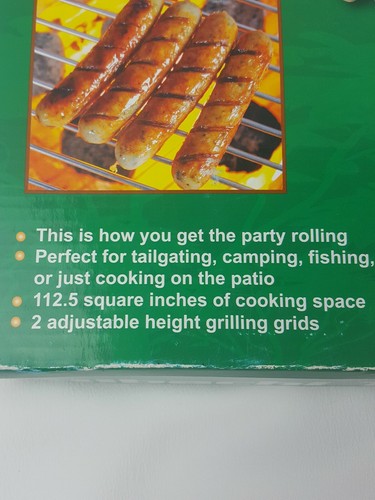 This is how you get the party rolling
Perfect for tailgating, camping, fishing,
or just cooking on the patio
112.5 square inches of cooking space
2 adjustable height grilling grids